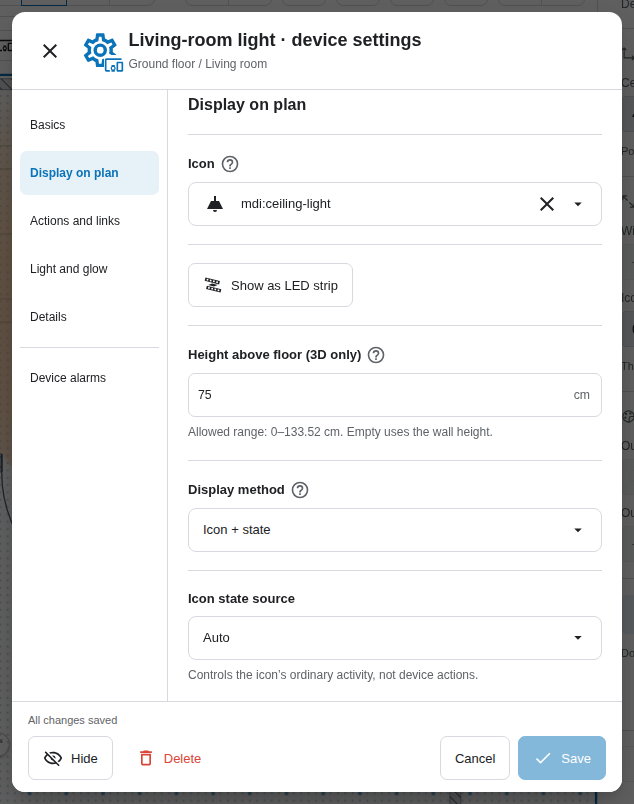 Living-room light · device settings
Ground floor / Living room
Basics
Display on plan
Actions and links
Light and glow
Details
Device alarms
Display on plan
Icon
mdi:ceiling-light
Show as LED strip
Height above floor (3D only)
75
cm
Allowed range: 0–133.52 cm. Empty uses the wall height.
Display method
Icon + state
Icon state source
Auto
Controls the icon's ordinary activity, not device actions.
All changes saved
Hide
Delete
Cancel
Save